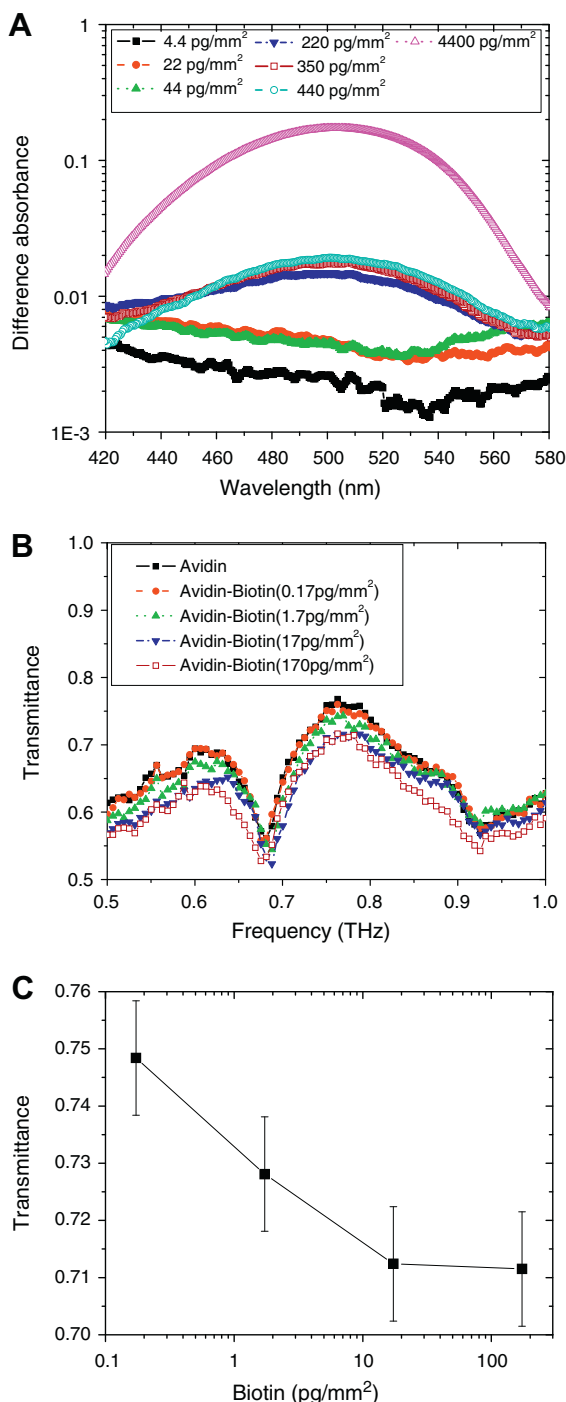 A
4.4 pg/mm²
220 pg/mm²
4400 pg/mm²
22 pg/mm²
350 pg/mm²
44 pg/mm²
440 pg/mm²
1
0.1
0.01
1E-3
Difference absorbance
420 440 460 480 500 520 540 560 580
Wavelength (nm)
B
Avidin
Avidin-Biotin(0.17pg/mm²)
Avidin-Biotin(1.7pg/mm²)
Avidin-Biotin(17pg/mm²)
Avidin-Biotin(170pg/mm²)
1.0
0.9
0.8
0.7
0.6
0.5
Transmittance
0.5 0.6 0.7 0.8 0.9 1.0
Frequency (THz)
C
0.76
0.75
0.74
0.73
0.72
0.71
0.70
Transmittance
0.1 1 10 100
Biotin (pg/mm²)